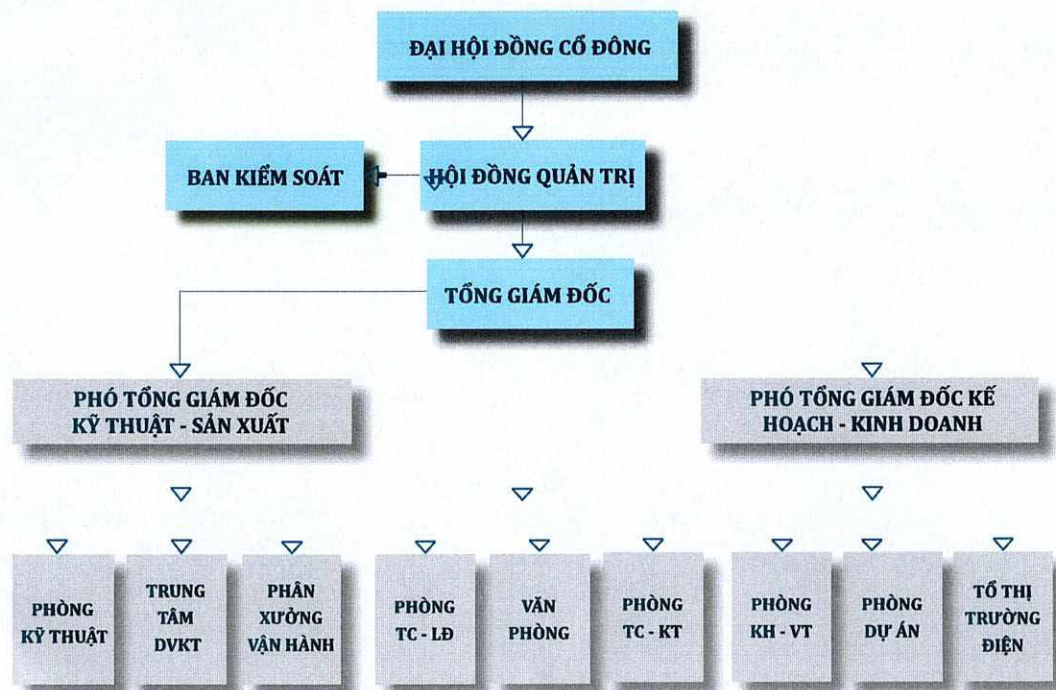 ĐẠI HỘI ĐỒNG CỔ ĐÔNG
BAN KIỂM SOÁT
HỘI ĐỒNG QUẢN TRỊ
TỔNG GIÁM ĐỐC
PHÓ TỔNG GIÁM ĐỐC
KỸ THUẬT - SẢN XUẤT
PHÓ TỔNG GIÁM ĐỐC KẾ
HOẠCH - KINH DOANH
PHÒNG
KỸ THUẬT
TRUNG
TÂM
DVKT
PHÂN
XƯỞNG
VẬN HÀNH
PHÒNG
TC - LĐ
VĂN
PHÒNG
PHÒNG
TC - KT
PHÒNG
KH - VT
PHÒNG
DỰ ÁN
TỔ THỊ
TRƯỜNG
ĐIỆN